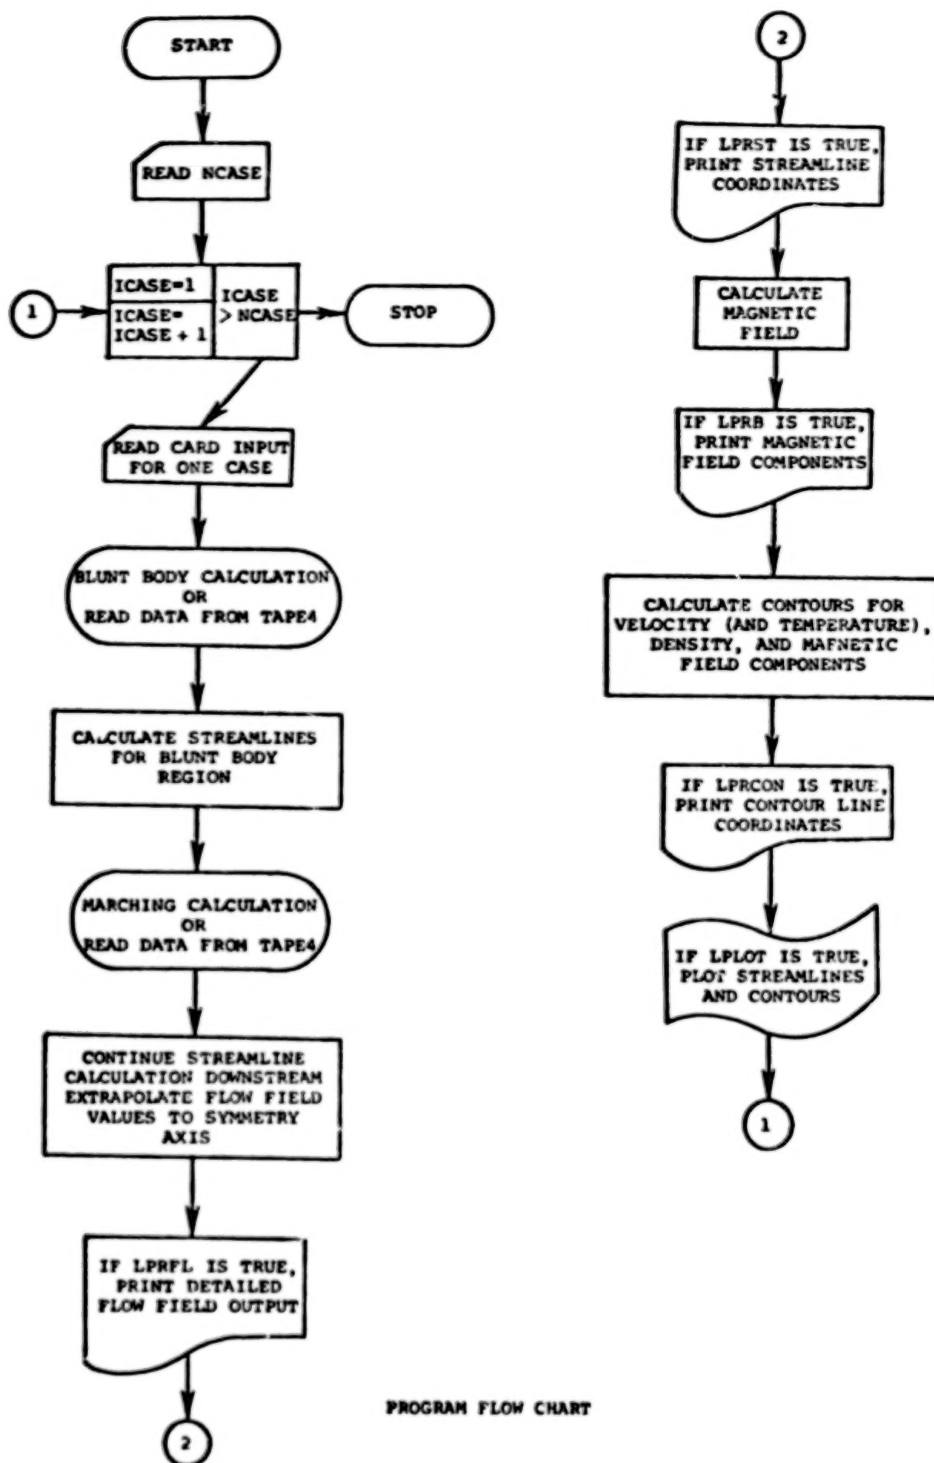 START
READ NCASE
1
ICASE=1
ICASE=
ICASE + 1
ICASE
> NCASE
STOP
READ CARD INPUT
FOR ONE CASE
BLUNT BODY CALCULATION
OR
READ DATA FROM TAPE4
CALCULATE STREAMLINES
FOR BLUNT BODY
REGION
MARCHING CALCULATION
OR
READ DATA FROM TAPE4
CONTINUE STREAMLINE
CALCULATION DOWNSTREAM
EXTRAPOLATE FLOW FIELD
VALUES TO SYMMETRY
AXIS
IF LPRFL IS TRUE,
PRINT DETAILED
FLOW FIELD OUTPUT
2
2
IF LPRST IS TRUE,
PRINT STREAMLINE
COORDINATES
CALCULATE
MAGNETIC
FIELD
IF LPRB IS TRUE,
PRINT MAGNETIC
FIELD COMPONENTS
CALCULATE CONTOURS FOR
VELOCITY (AND TEMPERATURE),
DENSITY, AND MAFNETIC
FIELD COMPONENTS
IF LPRCON IS TRUE,
PRINT CONTOUR LINE
COORDINATES
IF LPLOT IS TRUE,
PLOT STREAMLINES
AND CONTOURS
1
PROGRAM FLOW CHART